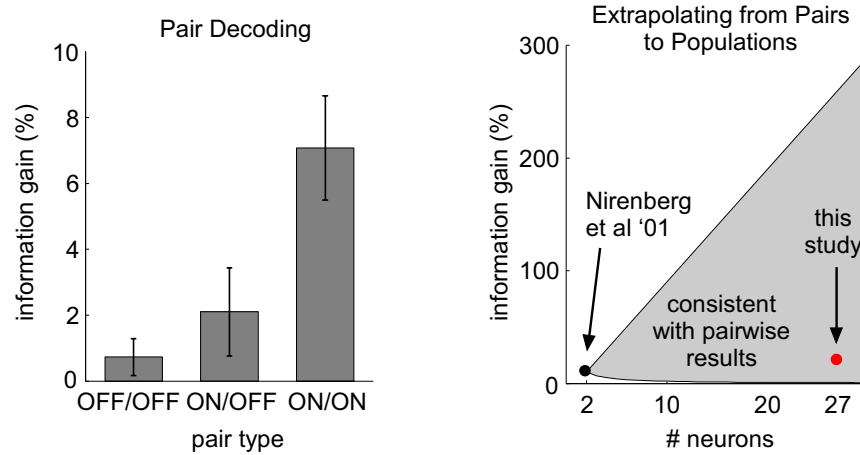 Pair Decoding
information gain (%)
10
8
6
4
2
0
OFF/OFF ON/OFF ON/ON
pair type
Extrapolating from Pairs
to Populations
information gain (%)
300
200
100
0
Nirenberg
et al ‘01
this
study
consistent
with pairwise
results
2 10 20 27
# neurons